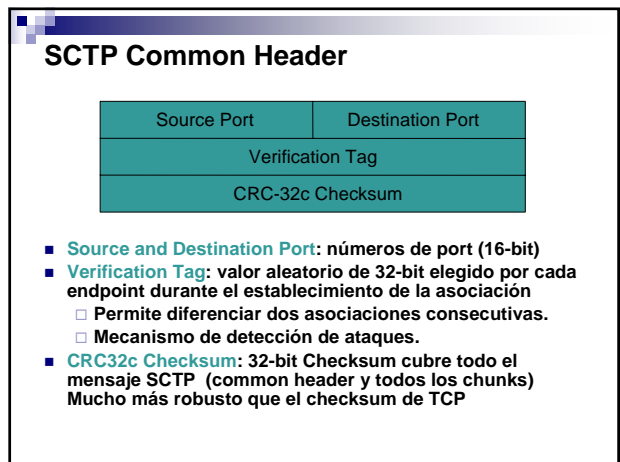 SCTP Common Header
Source Port
Destination Port
Verification Tag
CRC-32c Checksum
Source and Destination Port: números de port (16-bit)
Verification Tag: valor aleatorio de 32-bit elegido por cada
endpoint durante el establecimiento de la asociación
Permite diferenciar dos asociaciones consecutivas.
Mecanismo de detección de ataques.
CRC32c Checksum: 32-bit Checksum cubre todo el
mensaje SCTP (common header y todos los chunks)
Mucho más robusto que el checksum de TCP